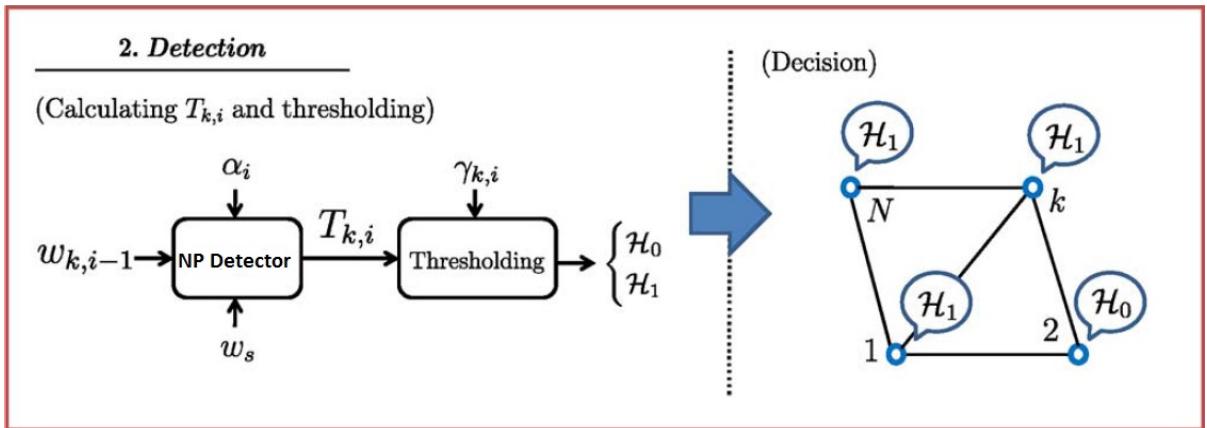 2. Detection
(Calculating T_{k,i} and thresholding)
α_i
γ_{k,i}
w_{k,i−1}
NP Detector
T_{k,i}
Thresholding
ℋ_0
ℋ_1
w_s
(Decision)
ℋ_1
ℋ_1
N
k
ℋ_1
ℋ_0
1
2